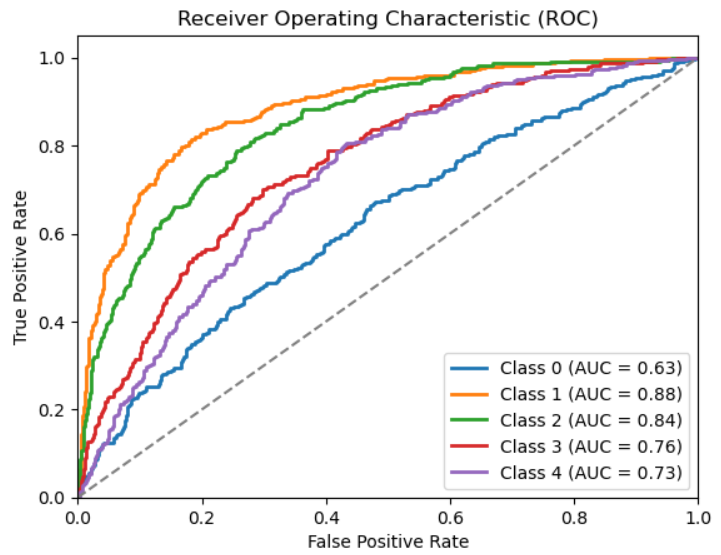 Receiver Operating Characteristic (ROC)
True Positive Rate
1.0
0.8
0.6
0.4
0.2
0.0
Class 0 (AUC = 0.63)
Class 1 (AUC = 0.88)
Class 2 (AUC = 0.84)
Class 3 (AUC = 0.76)
Class 4 (AUC = 0.73)
0.0 0.2 0.4 0.6 0.8 1.0
False Positive Rate